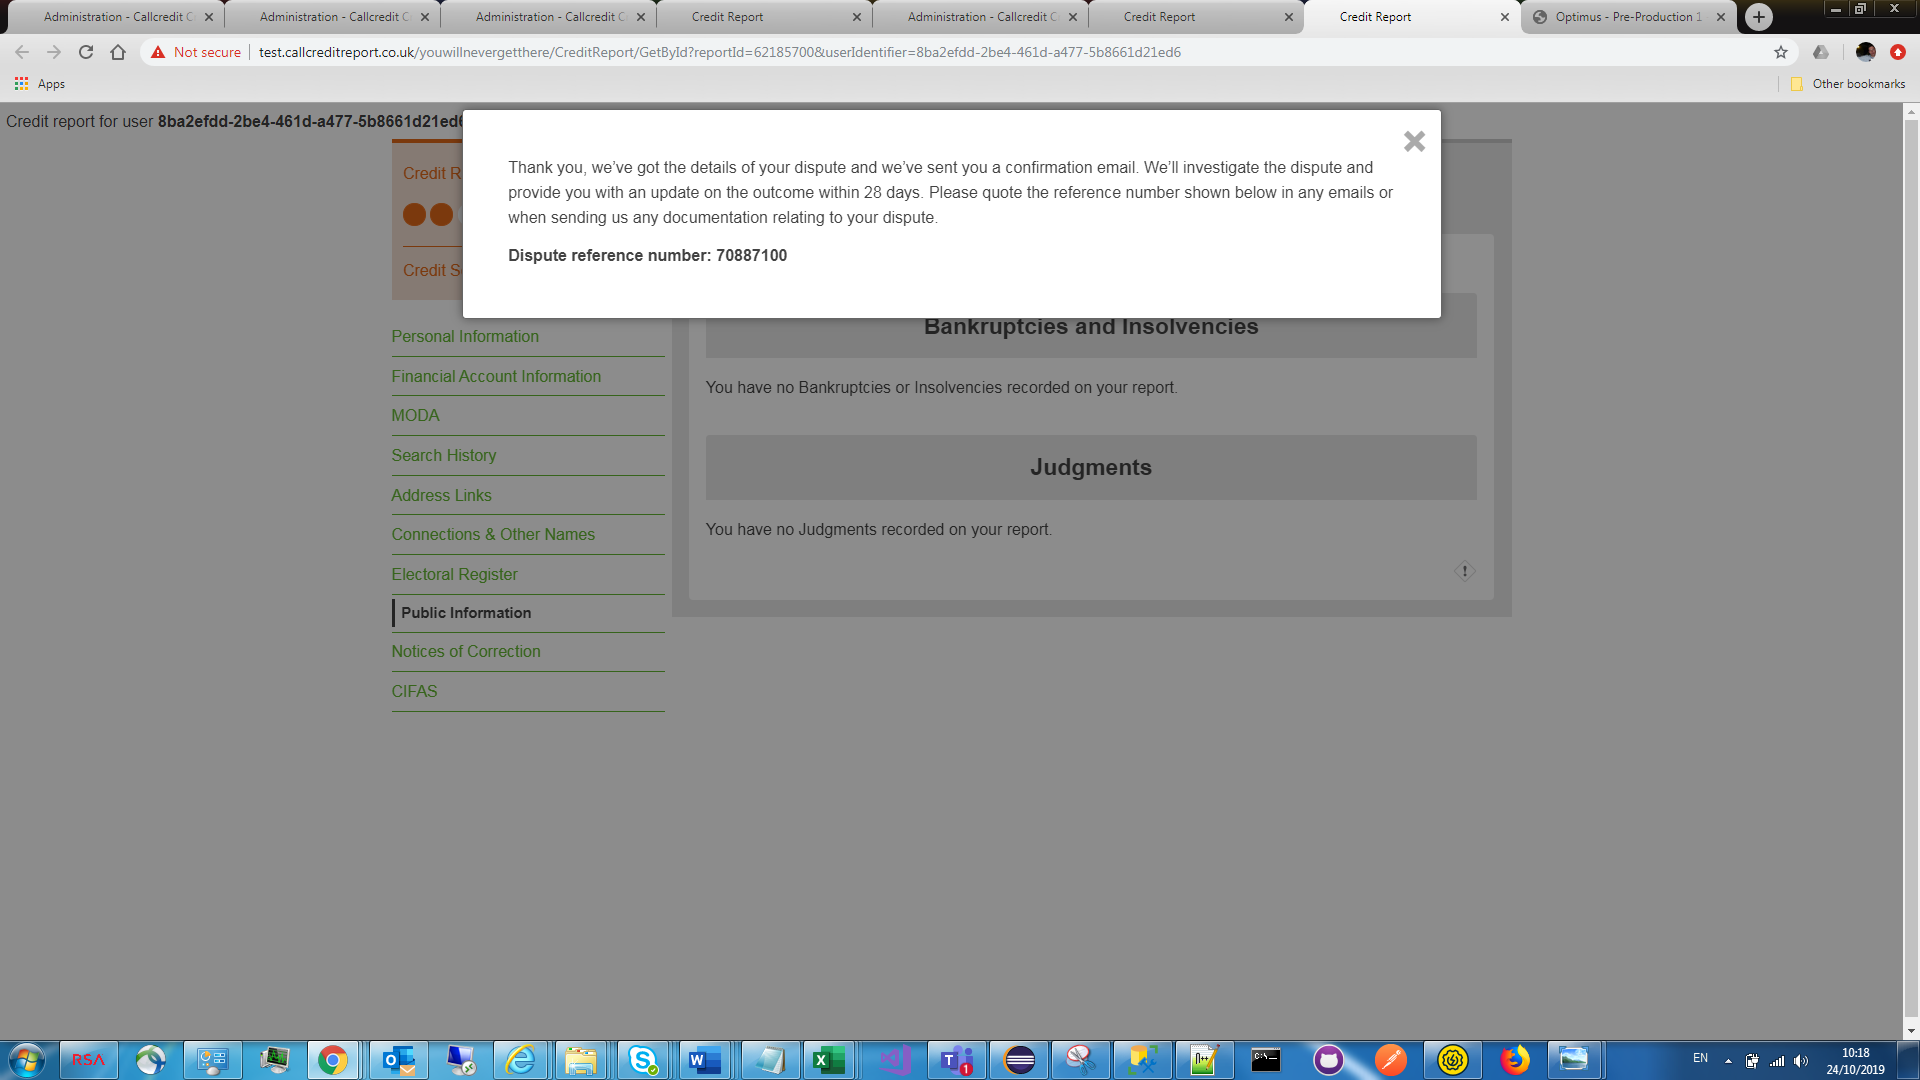 Administration - Callcredit C
Administration - Callcredit C
Administration - Callcredit C
Credit Report
Administration - Callcredit C
Credit Report
Credit Report
Optimus - Pre-Production 1
Not secure
test.callcreditreport.co.uk/youwillnevergetthere/CreditReport/GetById?reportId=62185700&userIdentifier=8ba2efdd-2be4-461d-a477-5b8661d21ed6
Apps
Other bookmarks
Credit report for user 8ba2efdd-2be4-461d-a477-5b8661d21ed6
Thank you, we’ve got the details of your dispute and we’ve sent you a confirmation email. We’ll investigate the dispute and
provide you with an update on the outcome within 28 days. Please quote the reference number shown below in any emails or
when sending us any documentation relating to your dispute.
Dispute reference number: 70887100
Credit R
Credit S
Personal Information
Financial Account Information
MODA
Search History
Address Links
Connections & Other Names
Electoral Register
Public Information
Notices of Correction
CIFAS
Bankruptcies and Insolvencies
You have no Bankruptcies or Insolvencies recorded on your report.
Judgments
You have no Judgments recorded on your report.
RSA
EN
10:18
24/10/2019